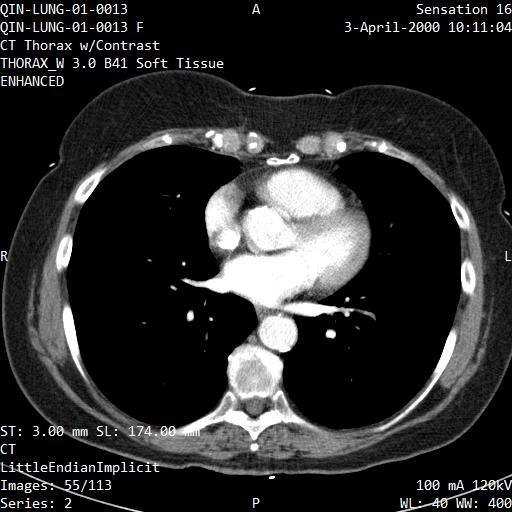 QIN-LUNG-01-0013
A
Sensation 16
QIN-LUNG-01-0013 F
3-April-2000 10:11:04
CT Thorax w/Contrast
THORAX_W 3.0 B41 Soft Tissue
ENHANCED
R
L
ST: 3.00 mm SL: 174.00 mm
CT
LittleEndianImplicit
Images: 55/113
100 mA 120kV
Series: 2
P
WL: 40 WW: 400